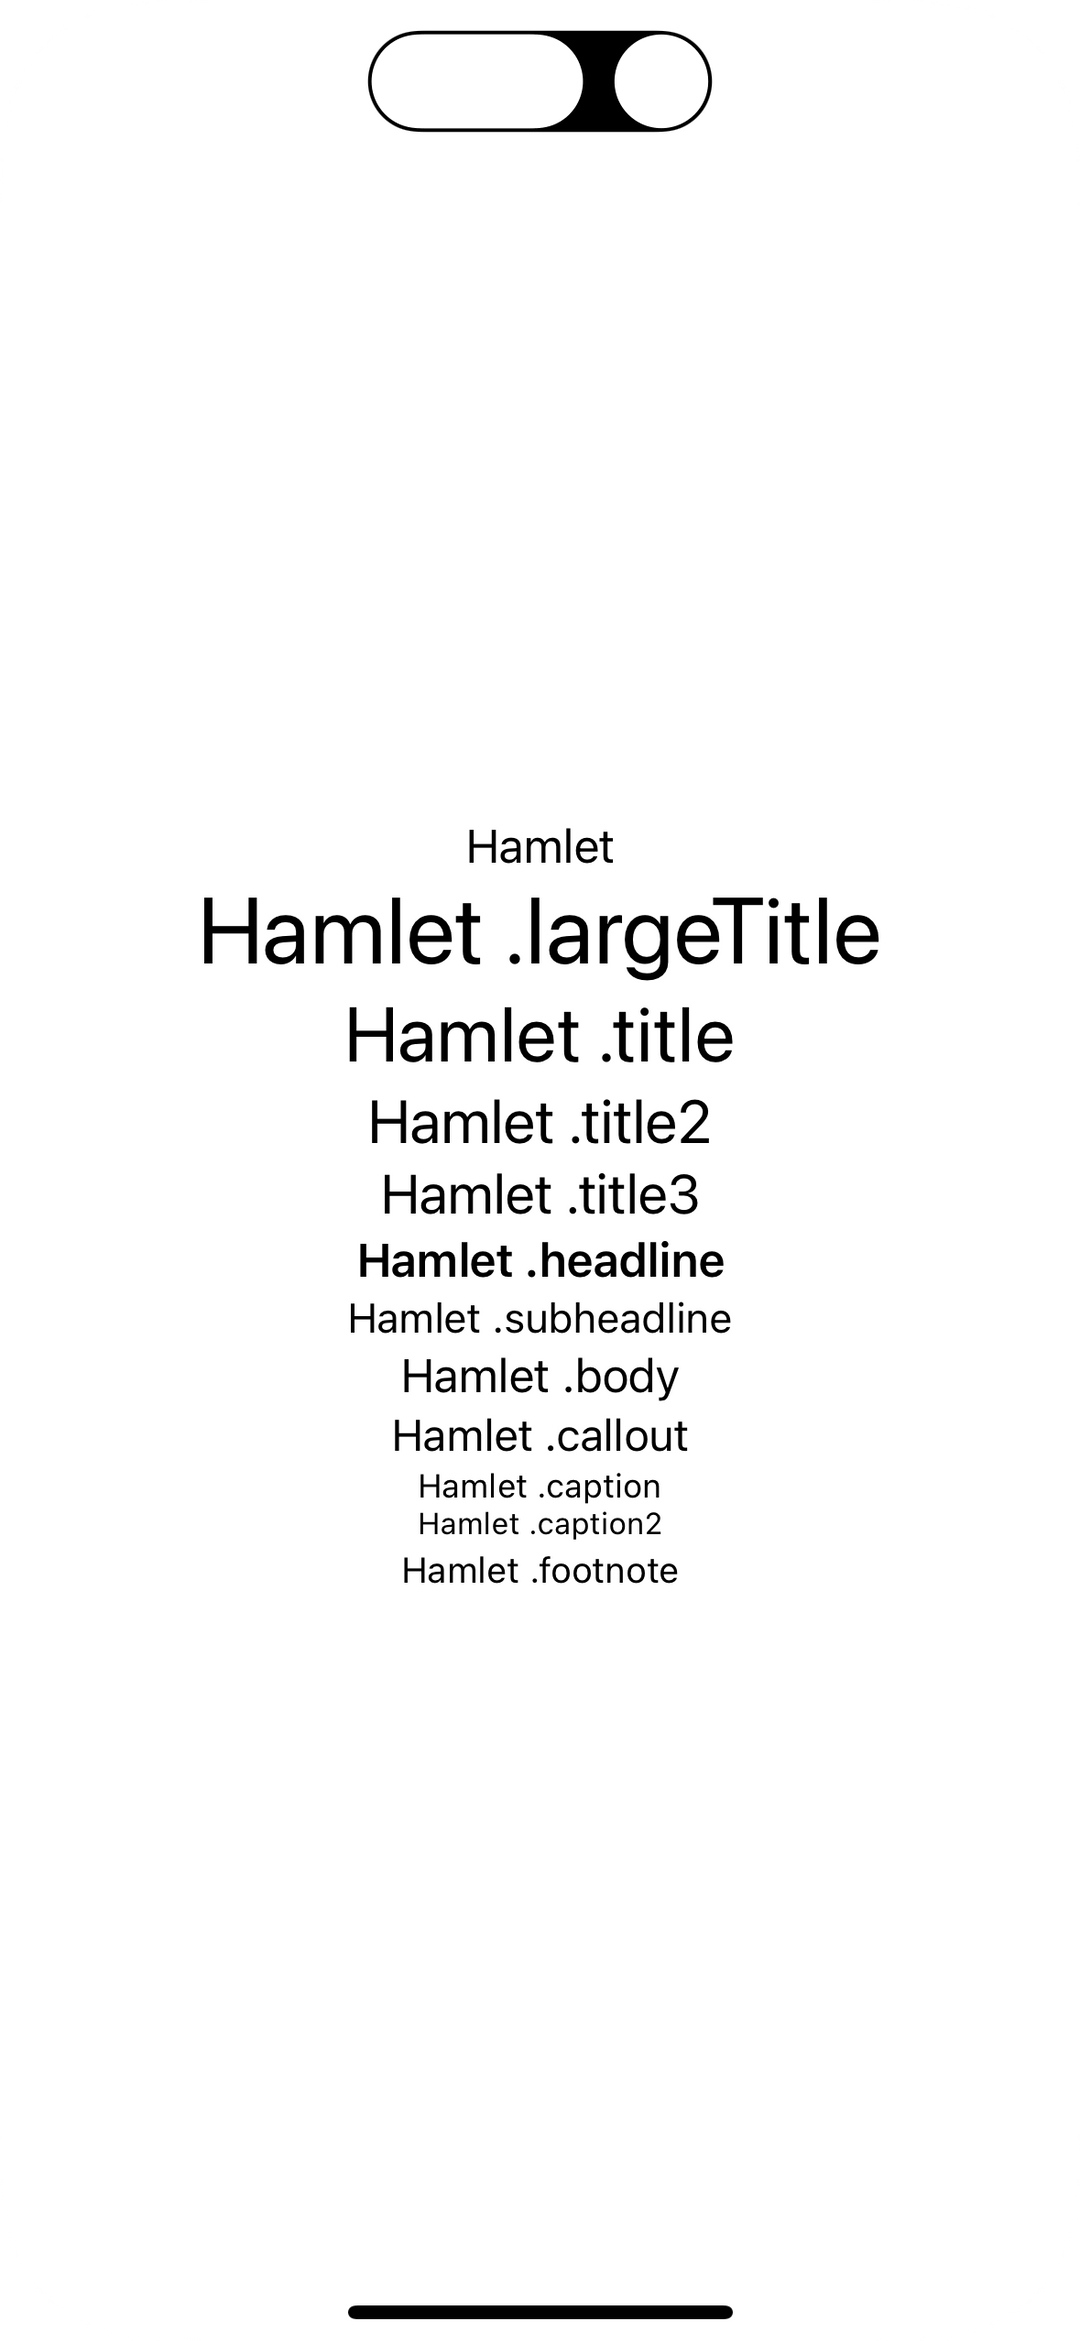 Hamlet
Hamlet .largeTitle
Hamlet .title
Hamlet .title2
Hamlet .title3
Hamlet .headline
Hamlet .subheadline
Hamlet .body
Hamlet .callout
Hamlet .caption
Hamlet .caption2
Hamlet .footnote